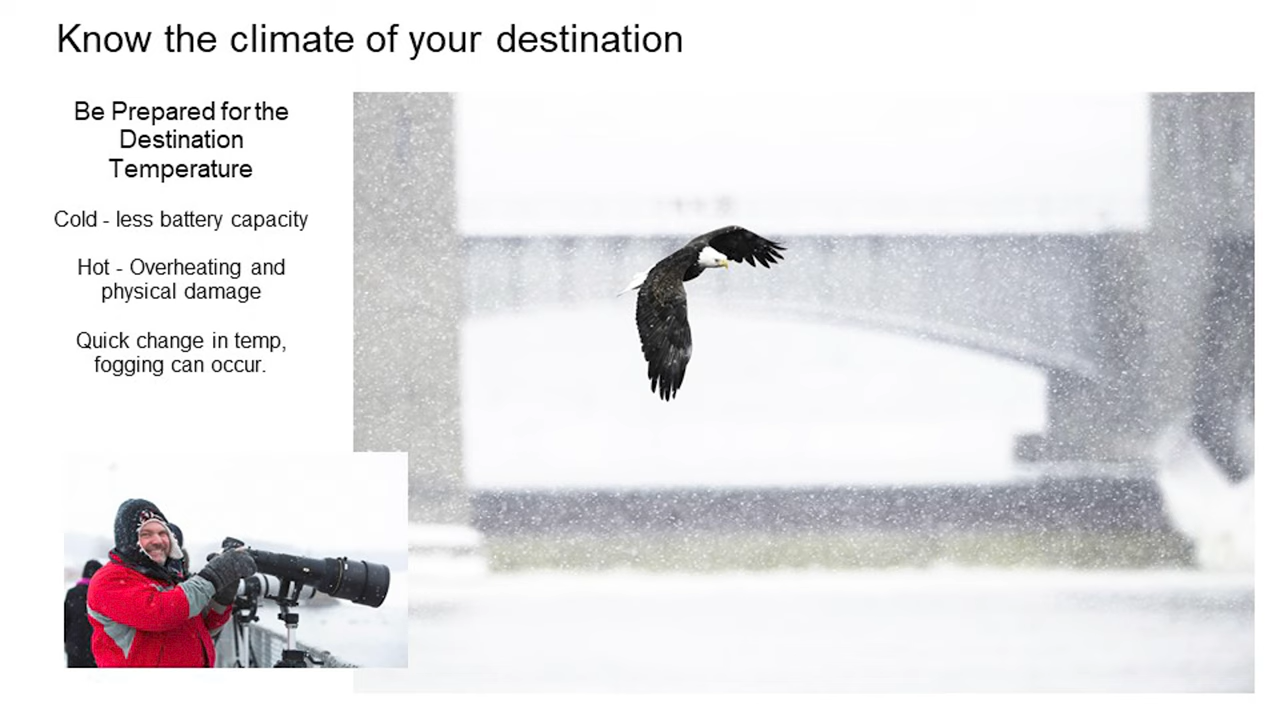 Know the climate of your destination
Be Prepared for the
Destination
Temperature
Cold - less battery capacity
Hot - Overheating and
physical damage
Quick change in temp,
fogging can occur.